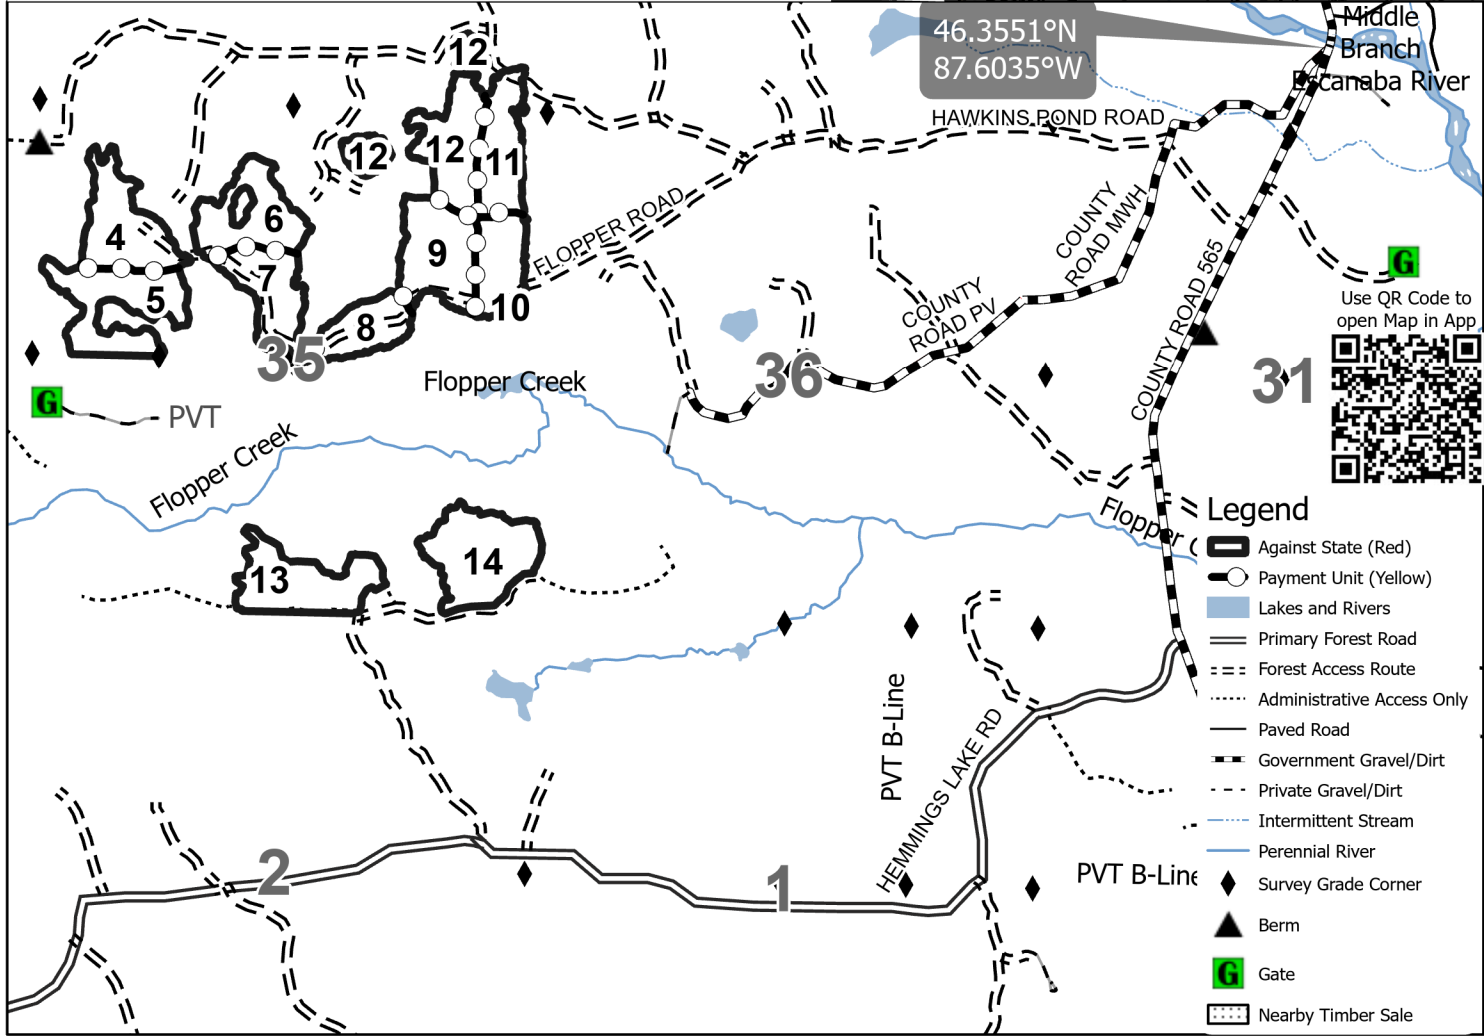 46.3551°N
87.6035°W
Middle
Branch
Escanaba River
HAWKINS POND ROAD
12
12
12
11
4
6
5
7
9
10
8
FLOPPER ROAD
COUNTY
ROAD MWH
COUNTY
ROAD PV
COUNTY ROAD 565
G
Use QR Code to
open Map in App
35
36
31
G
PVT
Flopper Creek
Flopper Creek
Flopper C
13
14
PVT B-Line
HEMMINGS LAKE RD
PVT B-Line
2
1
Legend
Against State (Red)
Payment Unit (Yellow)
Lakes and Rivers
Primary Forest Road
Forest Access Route
Administrative Access Only
Paved Road
Government Gravel/Dirt
Private Gravel/Dirt
Intermittent Stream
Perennial River
Survey Grade Corner
Berm
G
Gate
Nearby Timber Sale